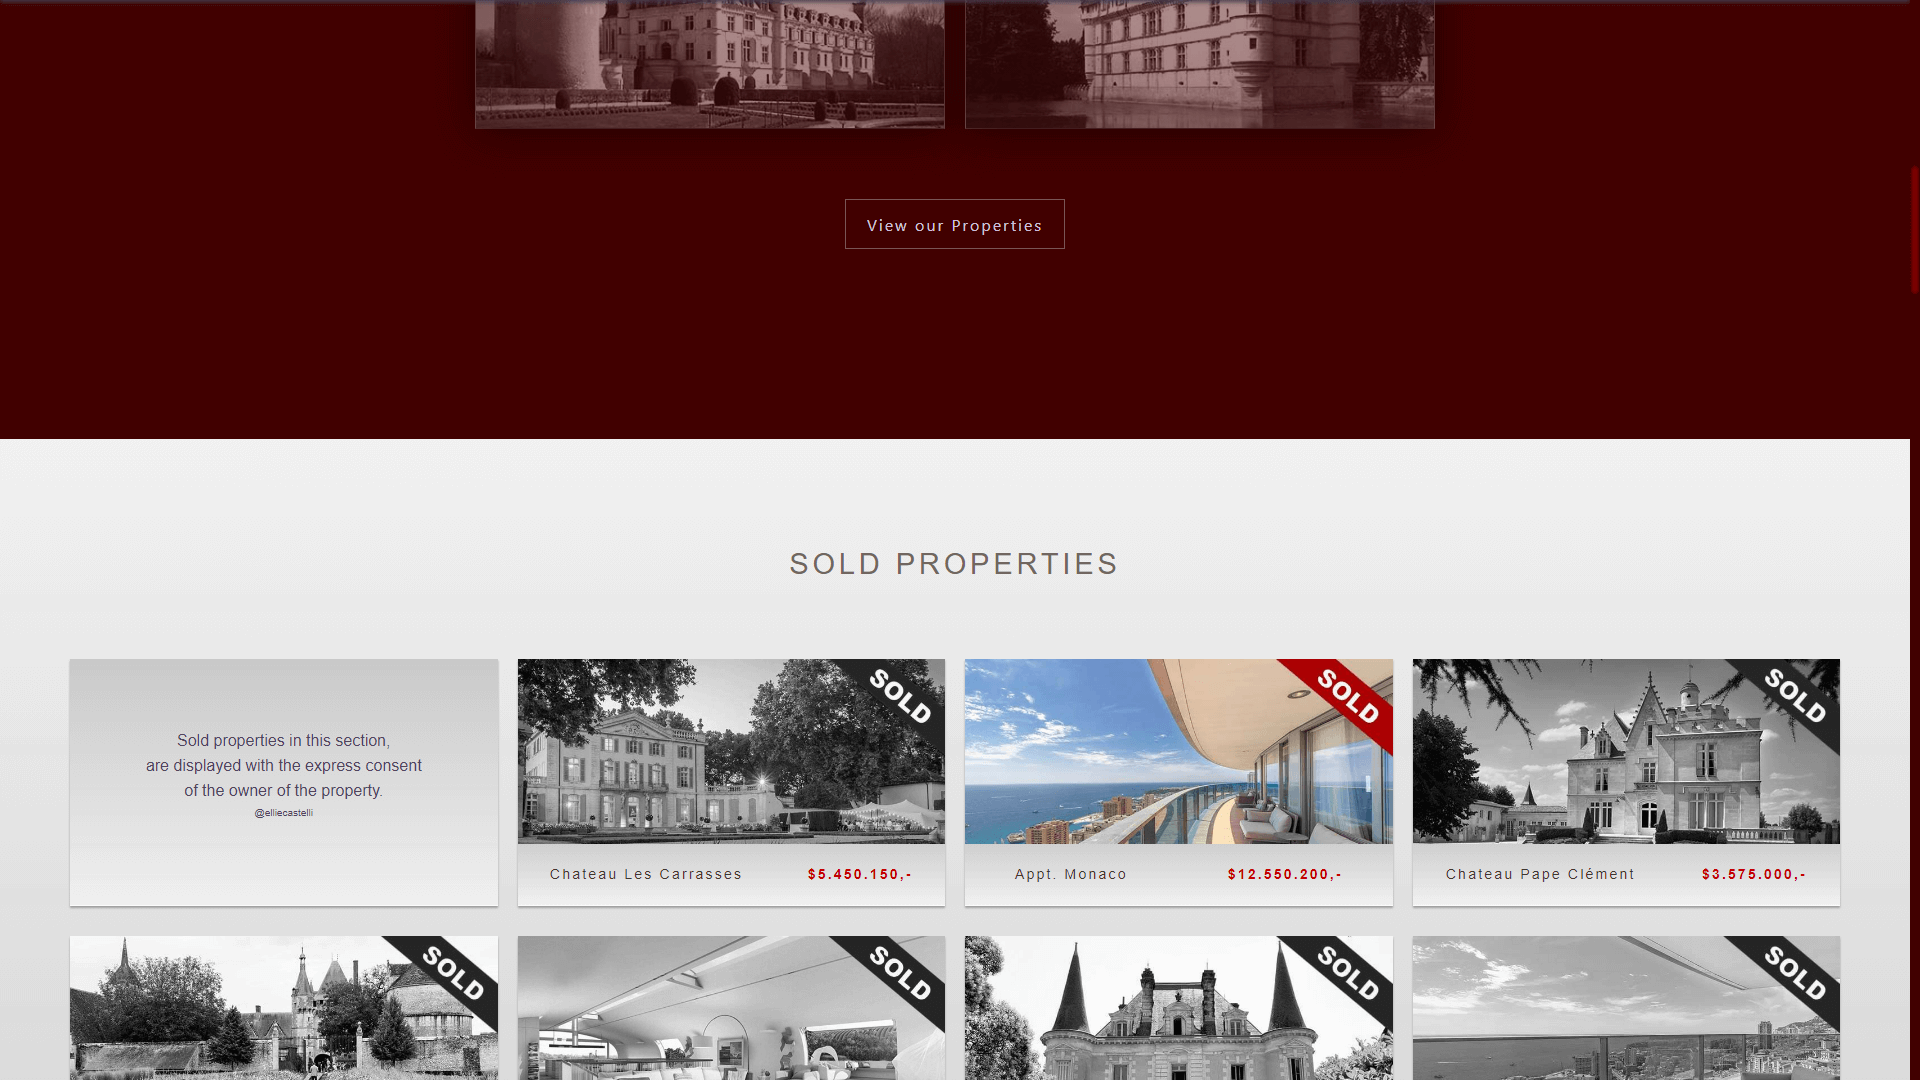 View our Properties
SOLD PROPERTIES
Sold properties in this section,
are displayed with the express consent
of the owner of the property.
@elliecastelli
SOLD
Chateau Les Carrasses $5.450.150,-
SOLD
Appt. Monaco $12.550.200,-
SOLD
Chateau Pape Clément $3.575.000,-
SOLD
SOLD
SOLD
SOLD